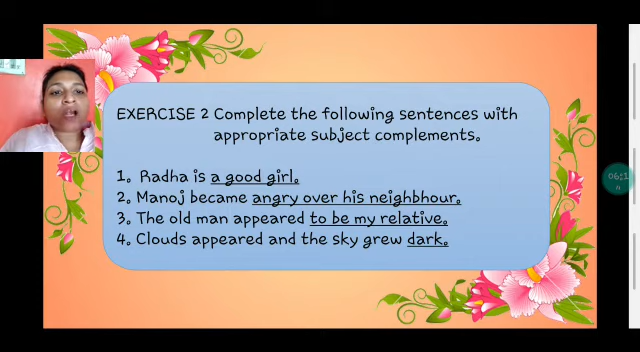 EXERCISE 2 Complete the following sentences with
appropriate subject complements.
1. Radha is a good girl.
2. Manoj became angry over his neighbhour.
3. The old man appeared to be my relative.
4. Clouds appeared and the sky grew dark.